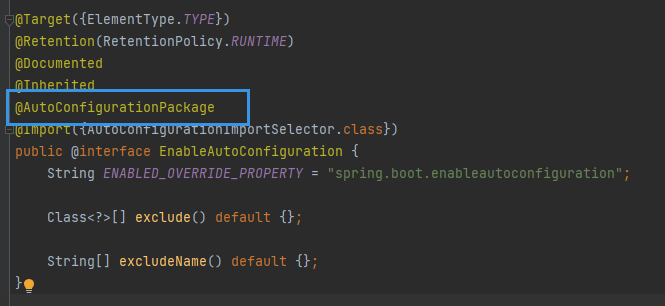 @Target({ElementType.TYPE})
@Retention(RetentionPolicy.RUNTIME)
@Documented
@Inherited
@AutoConfigurationPackage
@Import({AutoConfigurationImportSelector.class})
public @interface EnableAutoConfiguration {
    String ENABLED_OVERRIDE_PROPERTY = "spring.boot.enableautoconfiguration";
    Class<?>[] exclude() default {};
    String[] excludeName() default {};
}